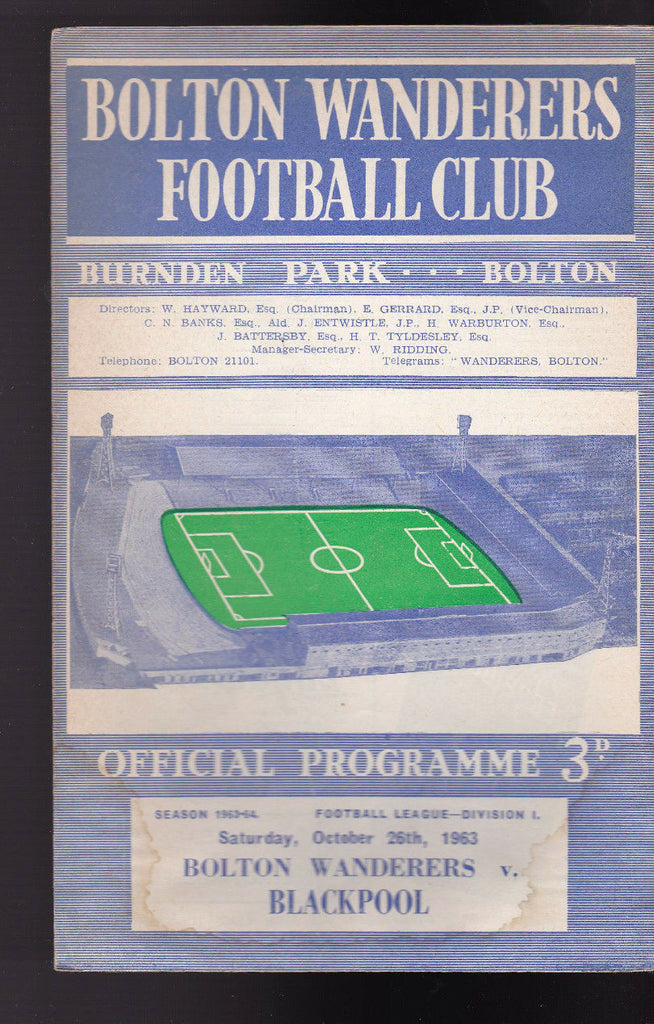 BOLTON WANDERERS
FOOTBALL CLUB
BURNDEN PARK · · · BOLTON
Directors: W. HAYWARD, Esq. (Chairman), E. GERRARD, Esq., J.P. (Vice-Chairman),
C. N. BANKS, Esq., Ald. J. ENTWISTLE, J.P., H. WARBURTON, Esq.,
J. BATTERSBY, Esq., H. T. TYLDESLEY, Esq.
Manager-Secretary: W. RIDDING.
Telephone: BOLTON 21101. Telegrams: "WANDERERS, BOLTON."
OFFICIAL PROGRAMME 3D.
SEASON 1963-64. FOOTBALL LEAGUE—DIVISION I.
Saturday, October 26th, 1963
BOLTON WANDERERS v.
BLACKPOOL